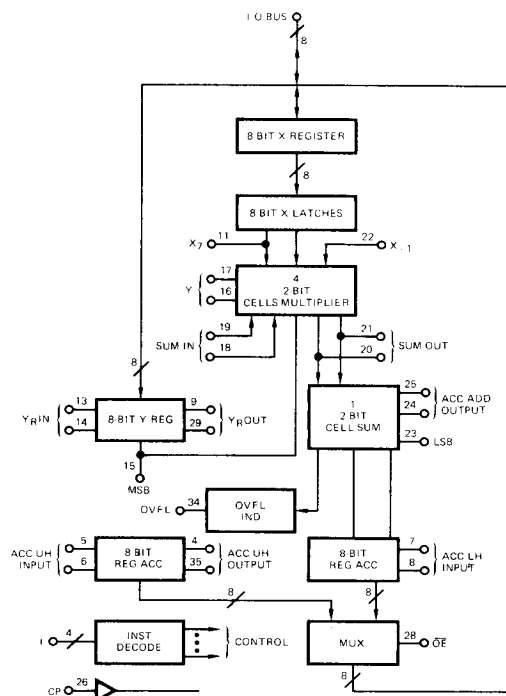 I O BUS
8
8 BIT X REGISTER
8
8 BIT X LATCHES
X7 11
22 X-1
4
2-BIT
CELLS MULTIPLIER
Y 17
16
SUM IN 19
18
21 SUM OUT
20
8
YR IN 13
14
8-BIT Y REG
9 YR OUT
29
15
MSB
1
2-BIT
CELL SUM
25 ACC ADD
24 OUTPUT
23 LSB
OVFL 34
OVFL
IND
ACC UH 5
INPUT 6
8 BIT
REG ACC
4 ACC UH
35 OUTPUT
8-BIT
REG ACC
7 ACC LH
8 INPUT
8
8
I 4
INST
DECODE
CONTROL
MUX
28 OE
CP 26
8